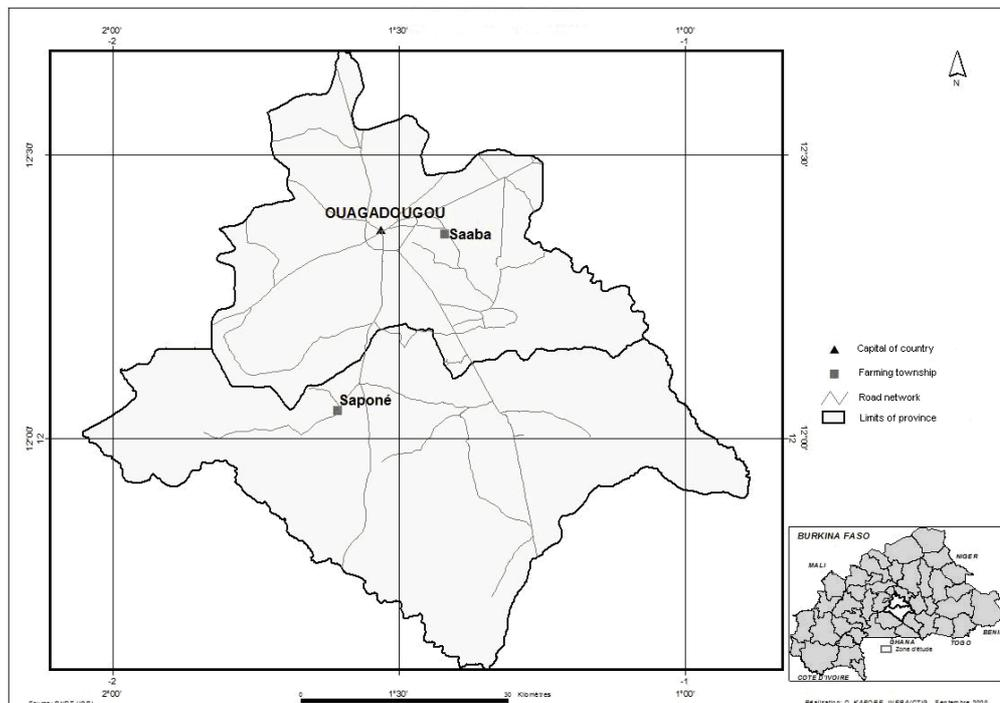 2°00' 1°30' 1°00'
-2 -1
N
12°30' 12°30'
OUAGADOUGOU
Saaba
Capital of country
Farming township
Saponé
Road network
Limits of province
12°00' 12 12 12°00'
BURKINA FASO
MALI
NIGER
BENI
GHANA
TOGO
Zone d'étude
COTE D'IVOIRE
-2 -1
2°00' 1°30' 1°00'
0 30 Kilomètres
Septembre